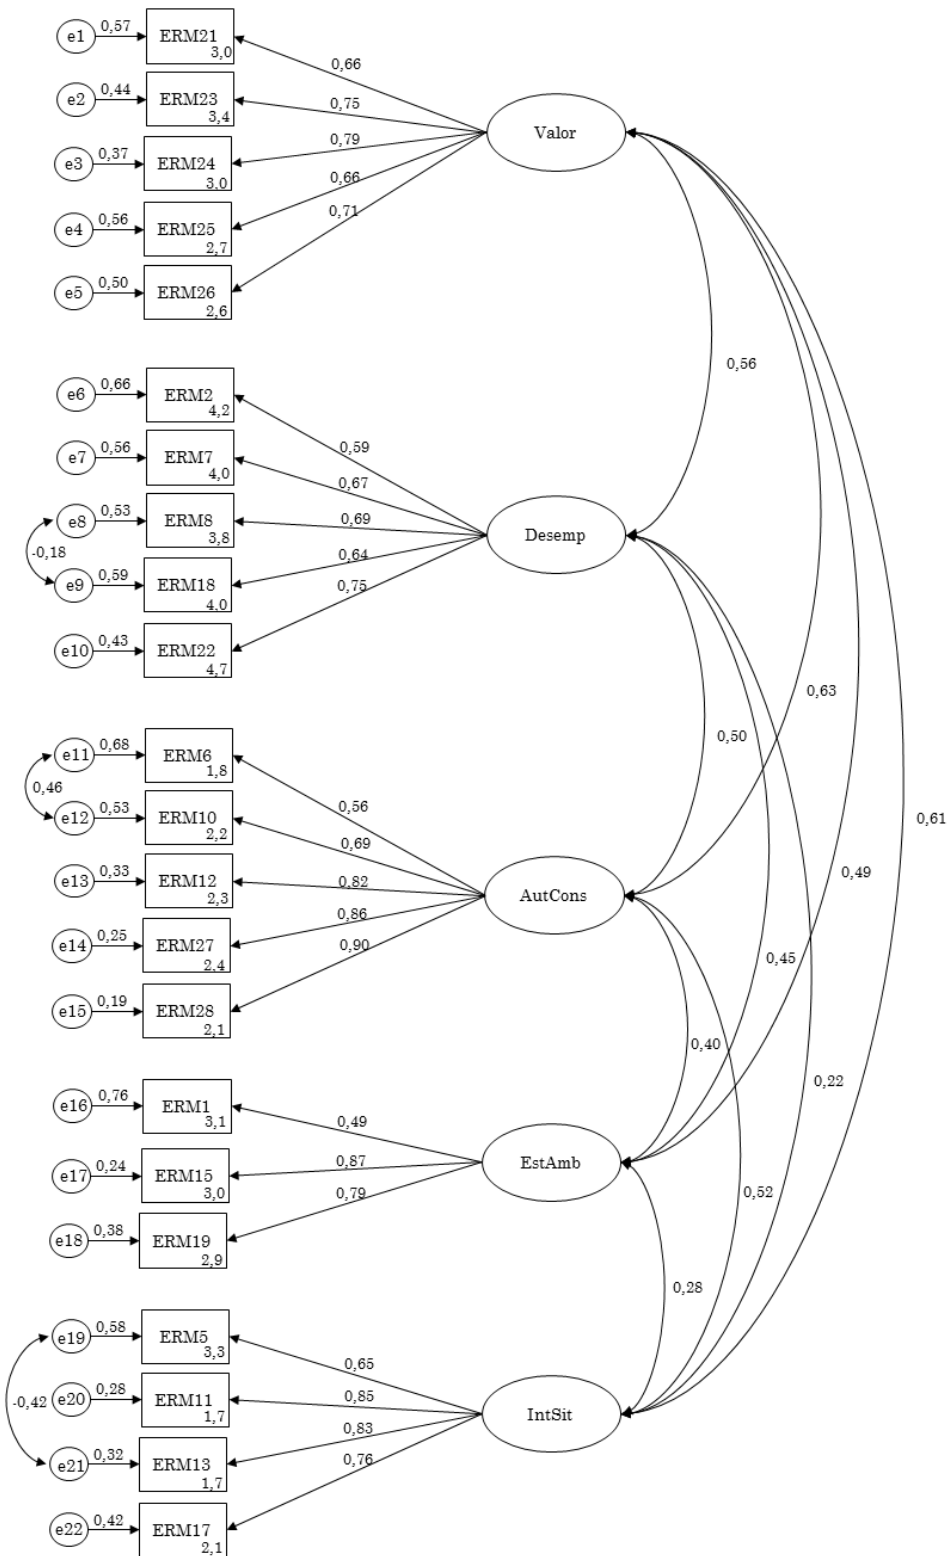 e1 0,57 ERM21 3,0
0,66
e2 0,44 ERM23 3,4
0,75
Valor
e3 0,37 ERM24 3,0
0,79
e4 0,56 ERM25 2,7
0,66
e5 0,50 ERM26 2,6
0,71
0,56
e6 0,66 ERM2 4,2
0,59
e7 0,56 ERM7 4,0
0,67
e8 0,53 ERM8 3,8
0,69
Desemp
-0,18
e9 0,59 ERM18 4,0
0,64
e10 0,43 ERM22 4,7
0,75
0,63
0,50
e11 0,68 ERM6 1,8
0,56
0,46
e12 0,53 ERM10 2,2
0,69
0,61
e13 0,33 ERM12 2,3
0,82
AutCons
0,49
e14 0,25 ERM27 2,4
0,86
0,45
e15 0,19 ERM28 2,1
0,90
0,40
0,22
e16 0,76 ERM1 3,1
0,49
e17 0,24 ERM15 3,0
0,87
EstAmb
0,52
e18 0,38 ERM19 2,9
0,79
0,28
e19 0,58 ERM5 3,3
0,65
-0,42
e20 0,28 ERM11 1,7
0,85
IntSit
e21 0,32 ERM13 1,7
0,83
e22 0,42 ERM17 2,1
0,76